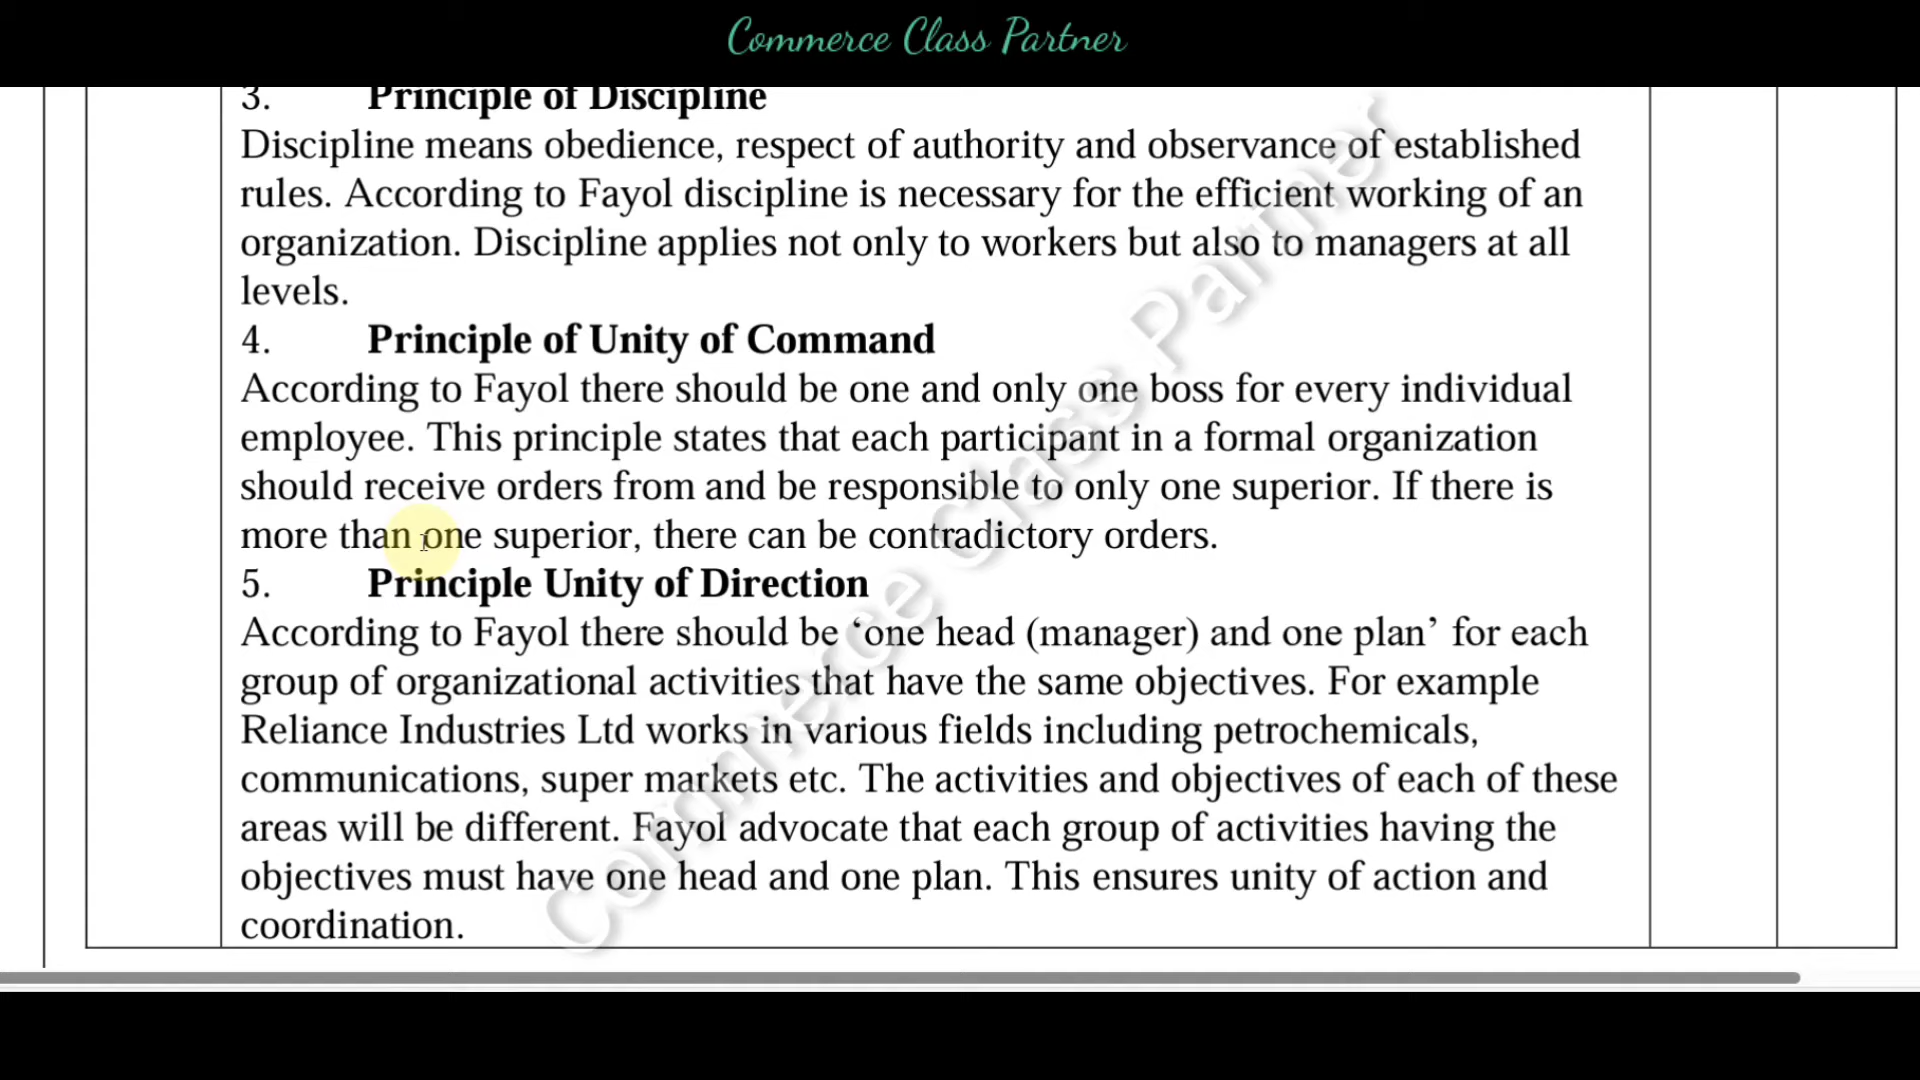 Commerce Class Partner
3. Principle of Discipline
Discipline means obedience, respect of authority and observance of established
rules. According to Fayol discipline is necessary for the efficient working of an
organization. Discipline applies not only to workers but also to managers at all
levels.
4. Principle of Unity of Command
According to Fayol there should be one and only one boss for every individual
employee. This principle states that each participant in a formal organization
should receive orders from and be responsible to only one superior. If there is
more than one superior, there can be contradictory orders.
5. Principle Unity of Direction
According to Fayol there should be ‘one head (manager) and one plan’ for each
group of organizational activities that have the same objectives. For example
Reliance Industries Ltd works in various fields including petrochemicals,
communications, super markets etc. The activities and objectives of each of these
areas will be different. Fayol advocate that each group of activities having the
objectives must have one head and one plan. This ensures unity of action and
coordination.
Commerce Class Partner